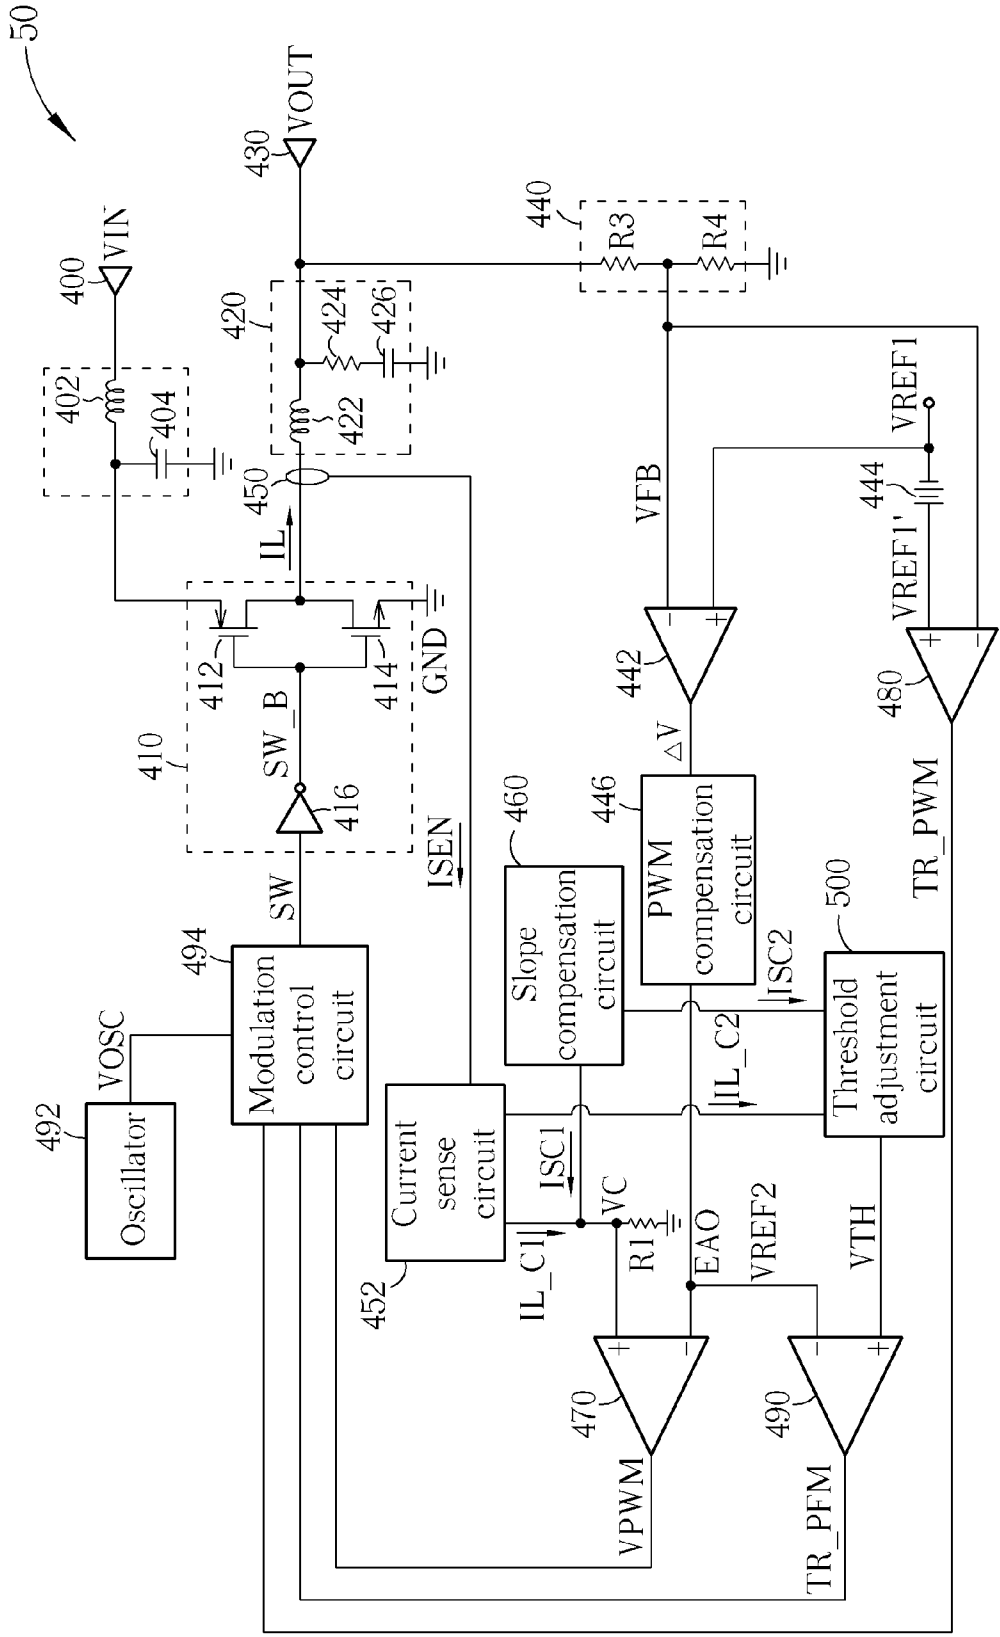 50
400
VIN
402
404
430
VOUT
420
424
426
422
450
IL
440
R3
R4
410
412
414
416
GND
SW_B
SW
494
Modulation
control
circuit
VOSC
492
Oscillator
ISEN
452
Current
sense
circuit
460
Slope
compensation
circuit
446
PWM
compensation
circuit
442
-
+
ΔV
VFB
VREF1
444
VREF1'
480
+
-
TR_PWM
500
Threshold
adjustment
circuit
ISC2
IL_C2
ISC1
IL_C1
VC
R1
EAO
VREF2
VTH
470
+
-
490
-
+
VPWM
TR_PFM